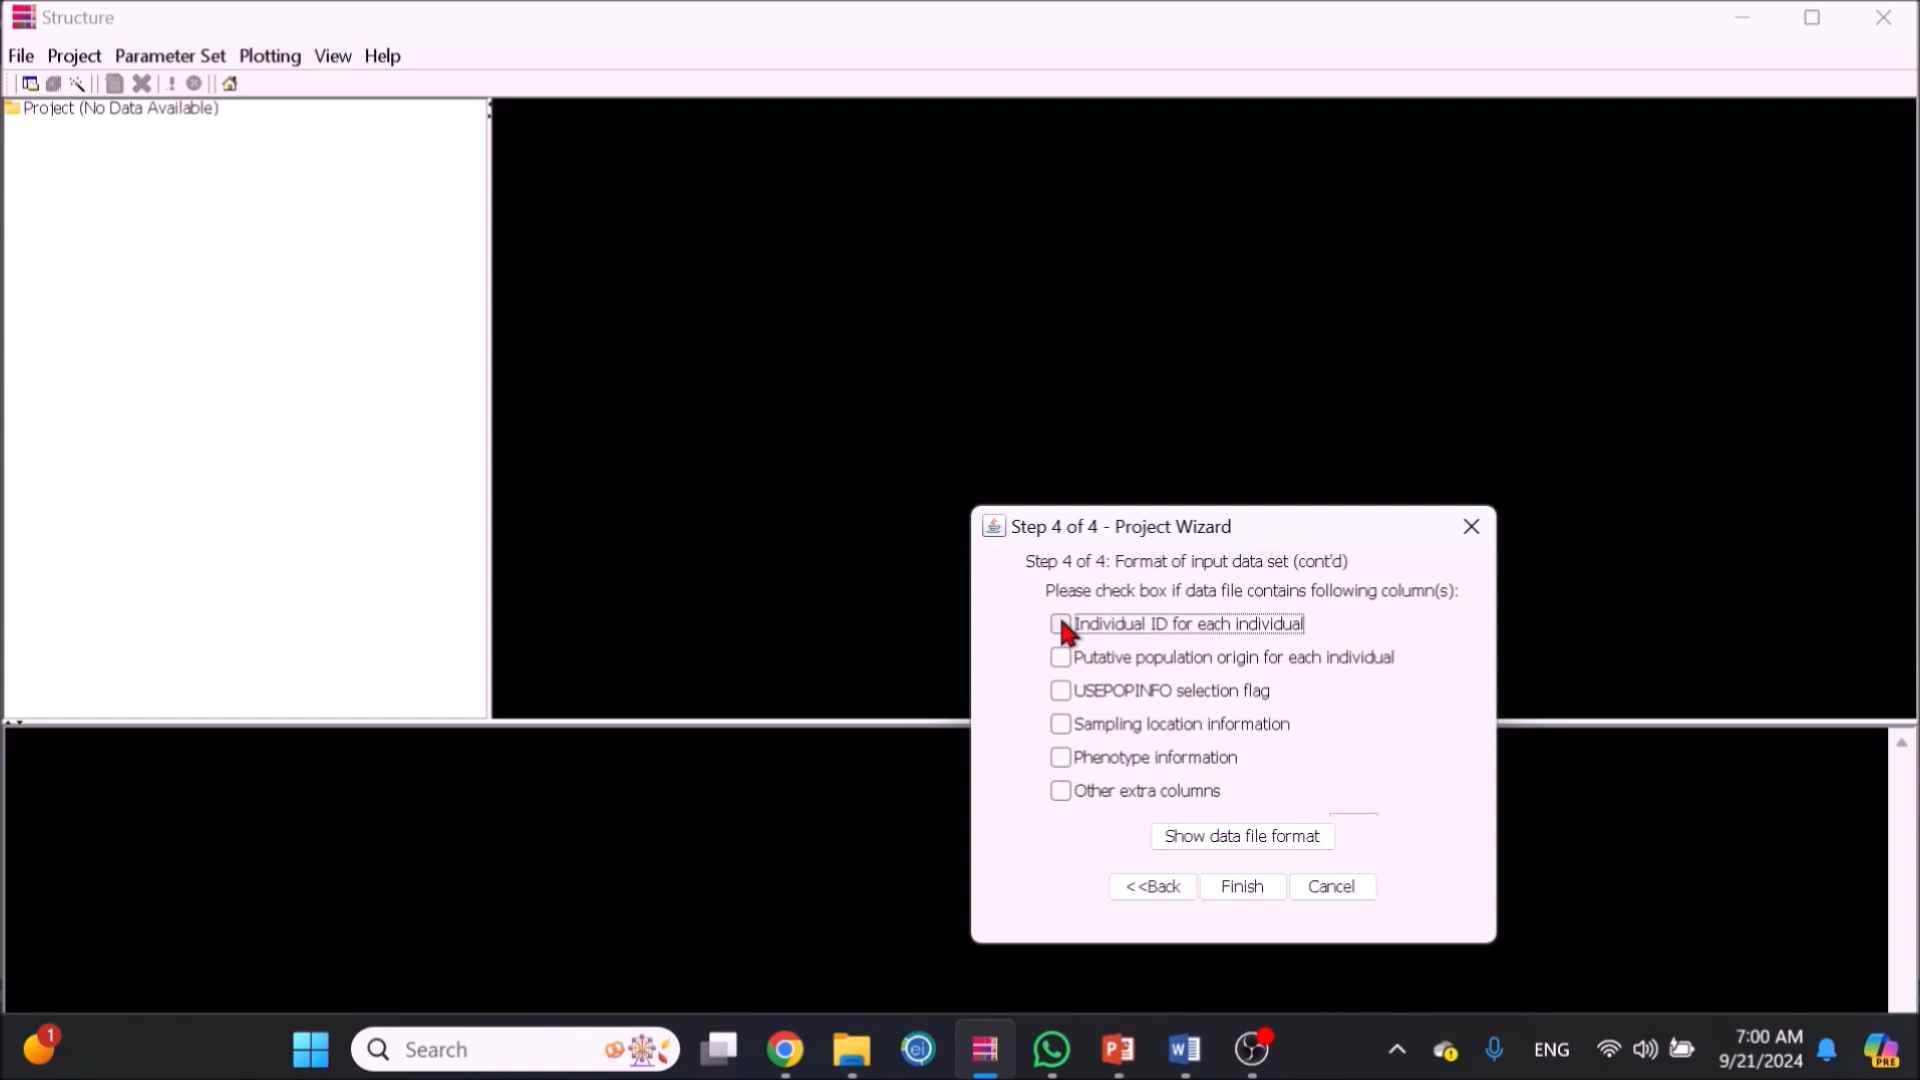 Structure
File Project Parameter Set Plotting View Help
Project (No Data Available)
Step 4 of 4 - Project Wizard
Step 4 of 4: Format of input data set (cont'd)
Please check box if data file contains following column(s):
Individual ID for each individual
Putative population origin for each individual
USEPOPINFO selection flag
Sampling location information
Phenotype information
Other extra columns
Show data file format
<<Back Finish Cancel
1
Search
ei
ENG
7:00 AM
9/21/2024
PRE